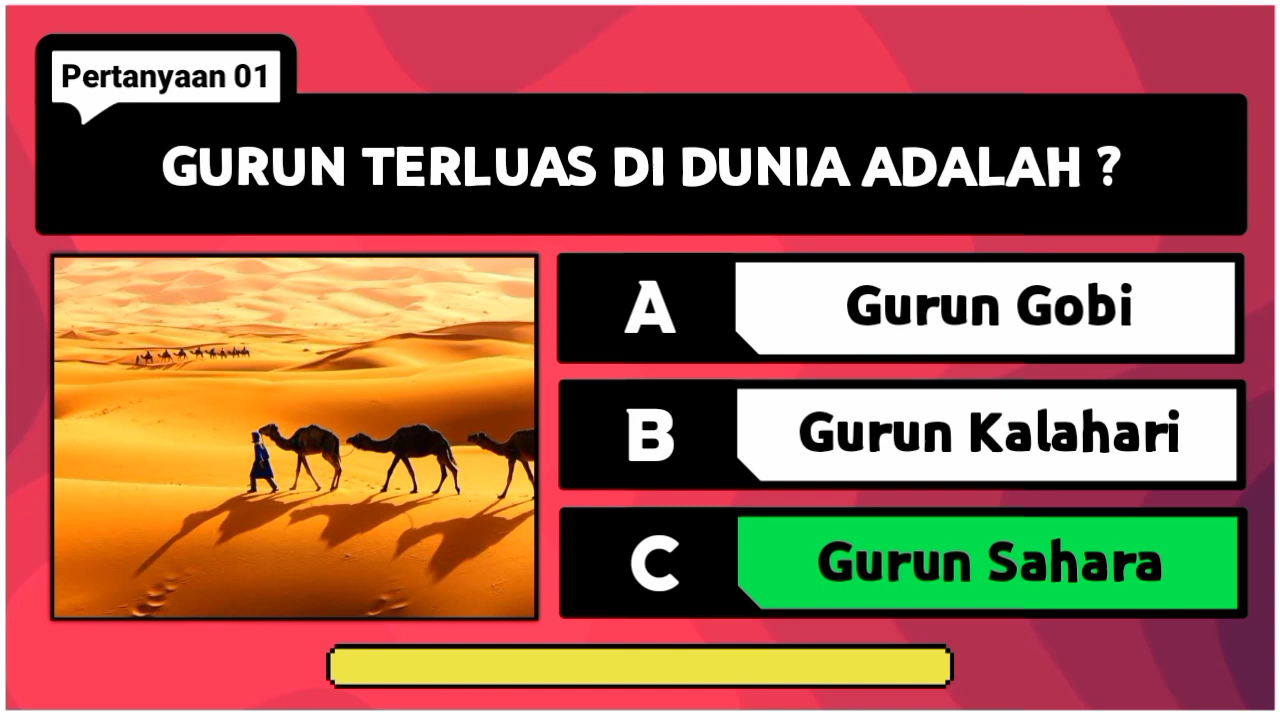 Pertanyaan 01
GURUN TERLUAS DI DUNIA ADALAH ?
A
Gurun Gobi
B
Gurun Kalahari
C
Gurun Sahara